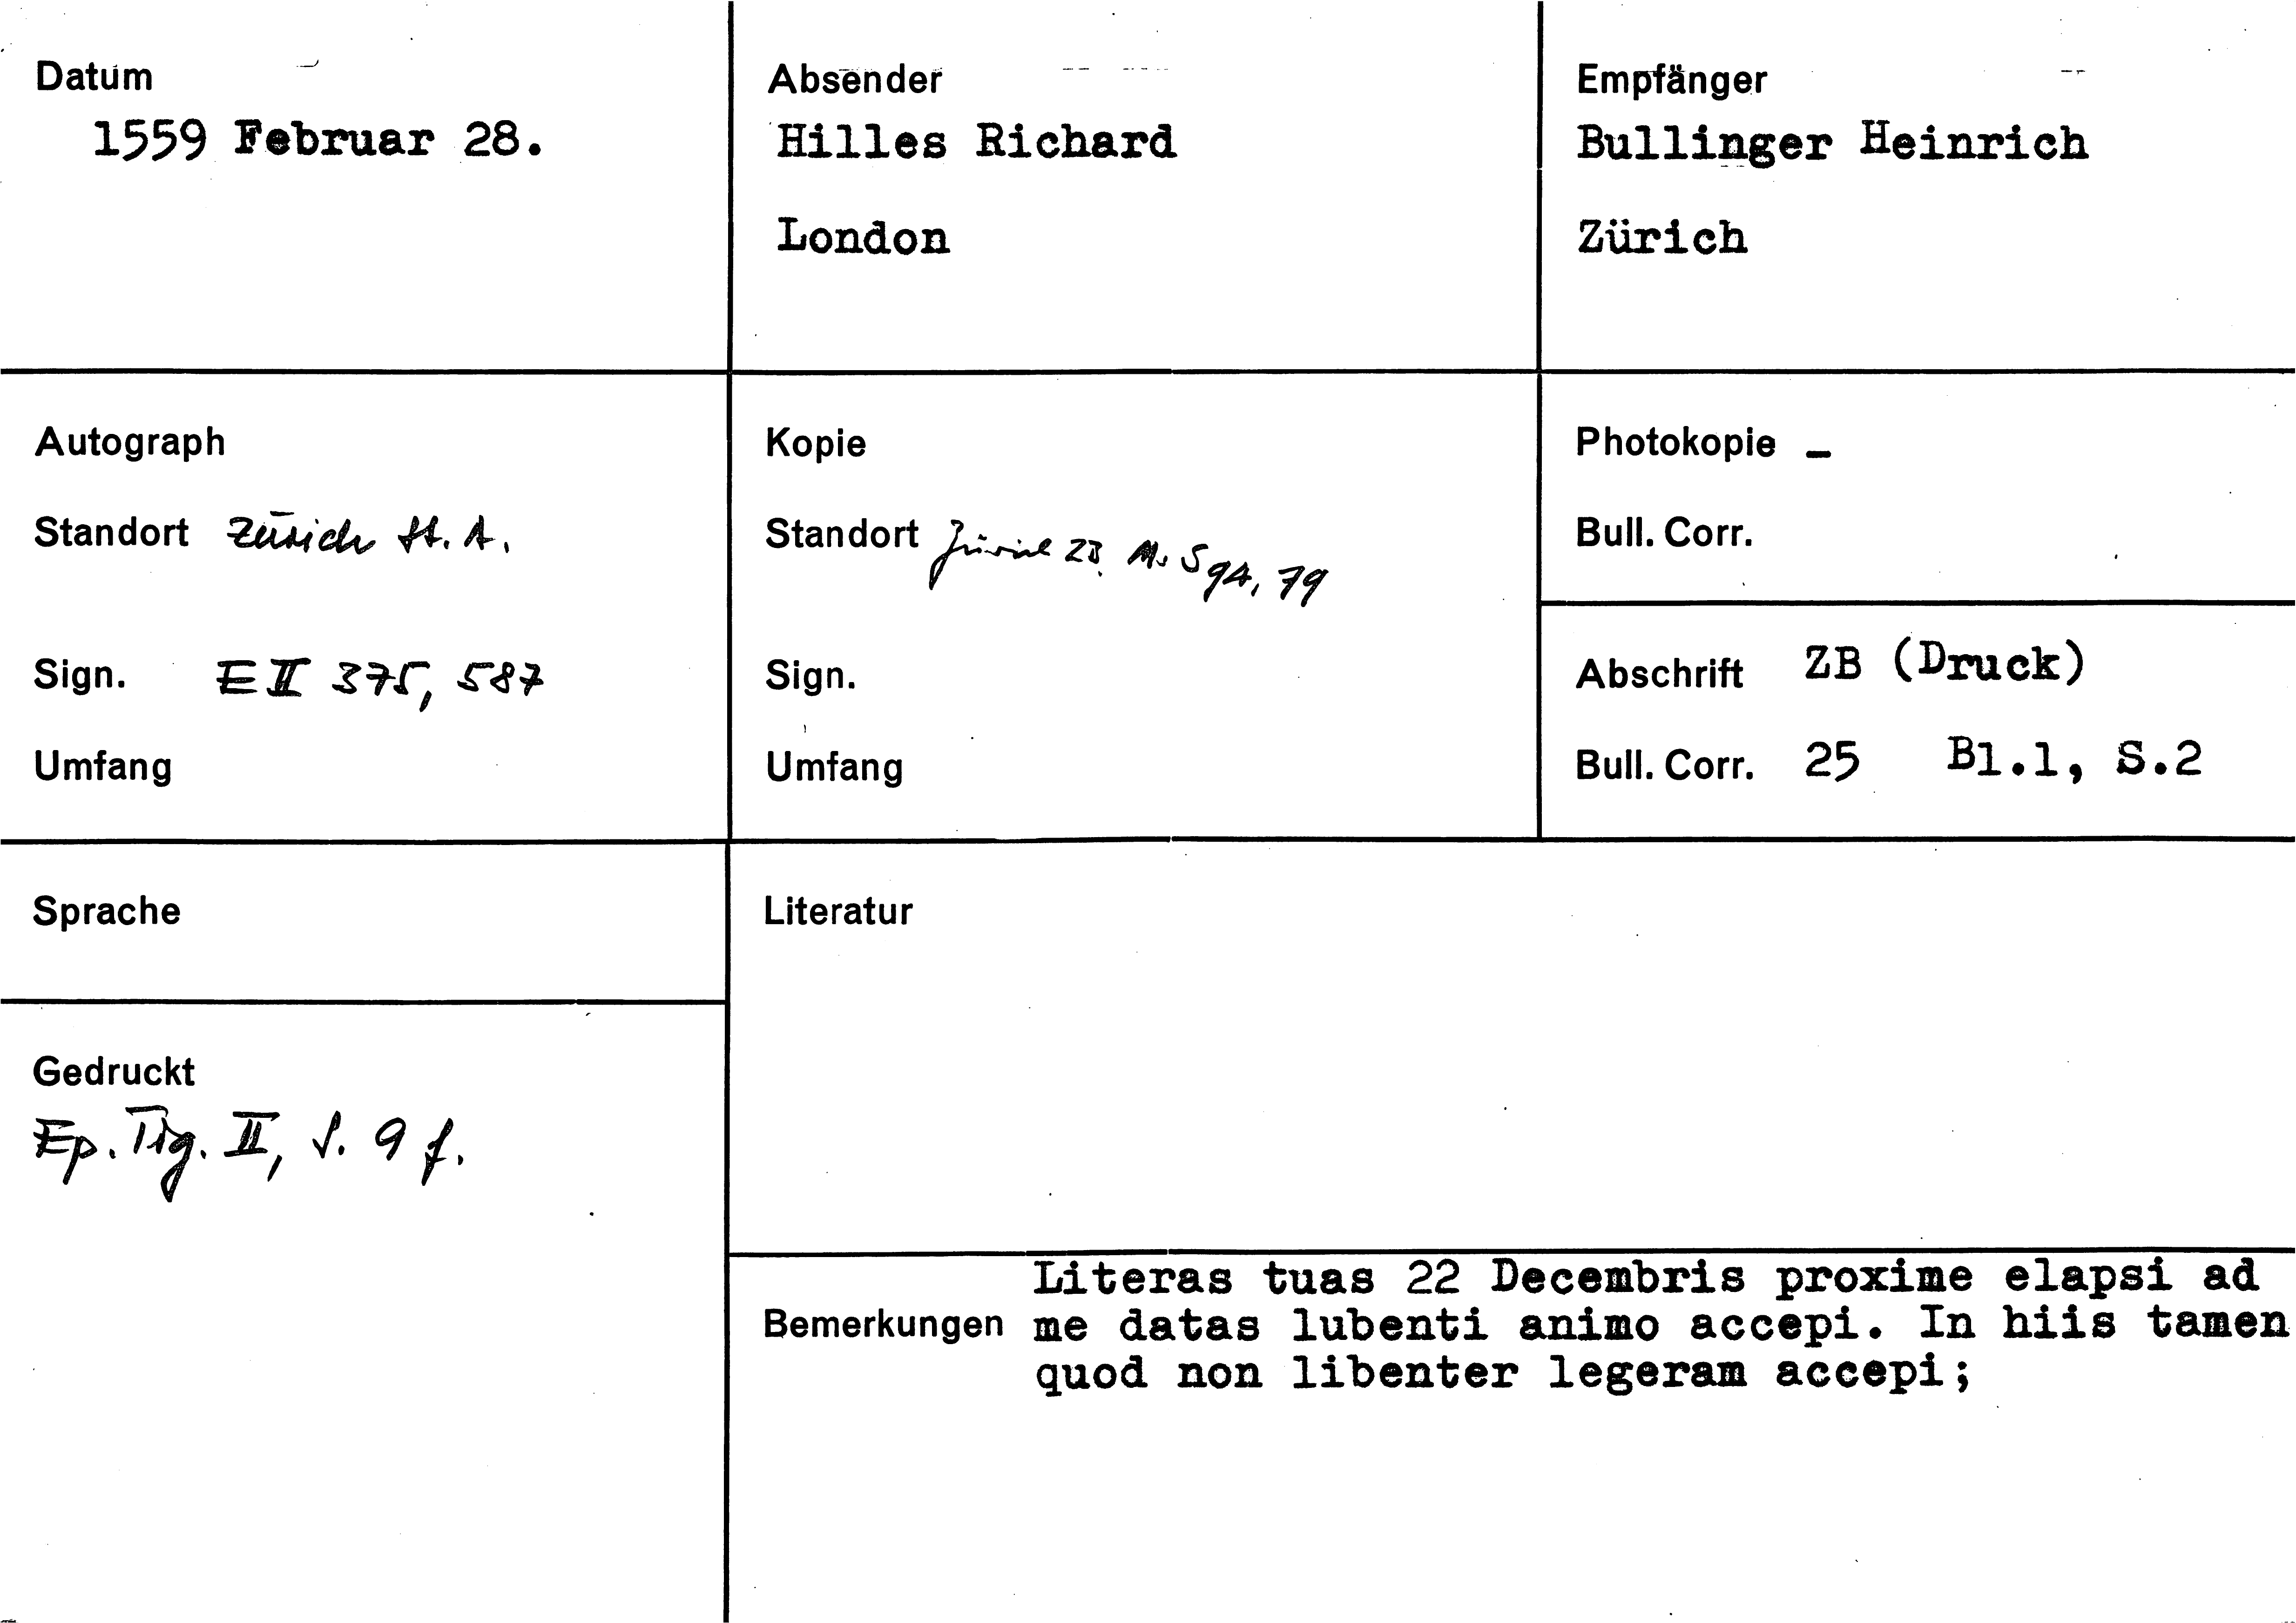 Datum
1559 Februar 28.
Absender
Hilles Richard
London
Empfänger
Bullinger Heinrich
Zürich
Autograph
Standort Zürich St. A.
Sign. E II 375, 587
Umfang
Kopie
Standort Zürich ZB. Ms S 94, 79
Sign.
Umfang
Photokopie –
Bull. Corr.
Abschrift ZB (Druck)
Bull. Corr. 25 Bl.1, S.2
Sprache
Gedruckt
Ep. Tig. II, S. 9 f.
Literatur
Bemerkungen
Literas tuas 22 Decembris proxime elapsi ad
me datas lubenti animo accepi. In hiis tamen
quod non libenter legeram accepi;